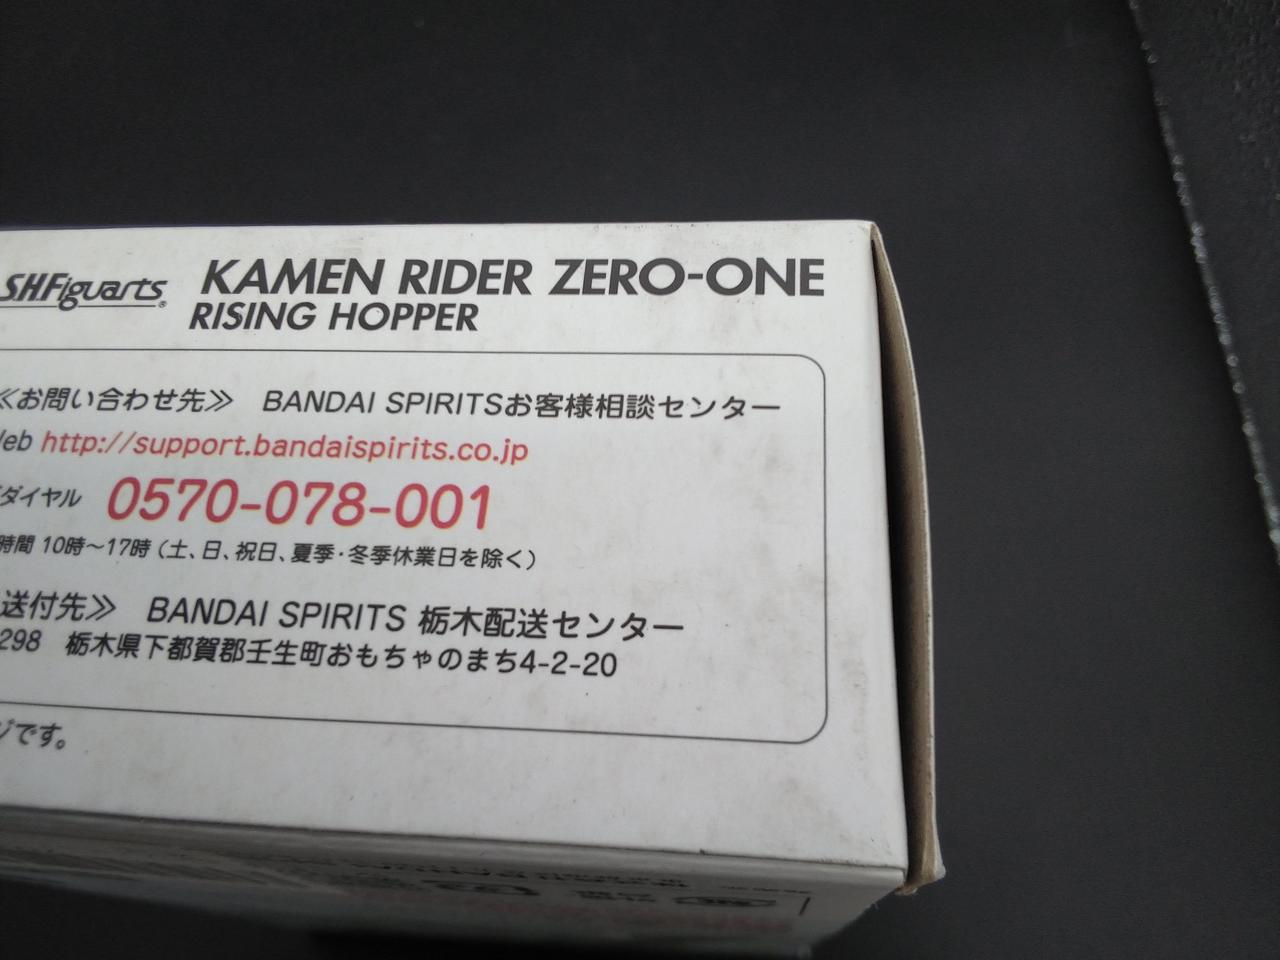 S.H.Figuarts
KAMEN RIDER ZERO-ONE
RISING HOPPER
≪お問い合わせ先≫ BANDAI SPIRITSお客様相談センター
http://support.bandaispirits.co.jp
ダイヤル 0570-078-001
時間 10時～17時（土、日、祝日、夏季・冬季休業日を除く）
送付先≫ BANDAI SPIRITS 栃木配送センター
298 栃木県下都賀郡壬生町おもちゃのまち4-2-20
ジです。